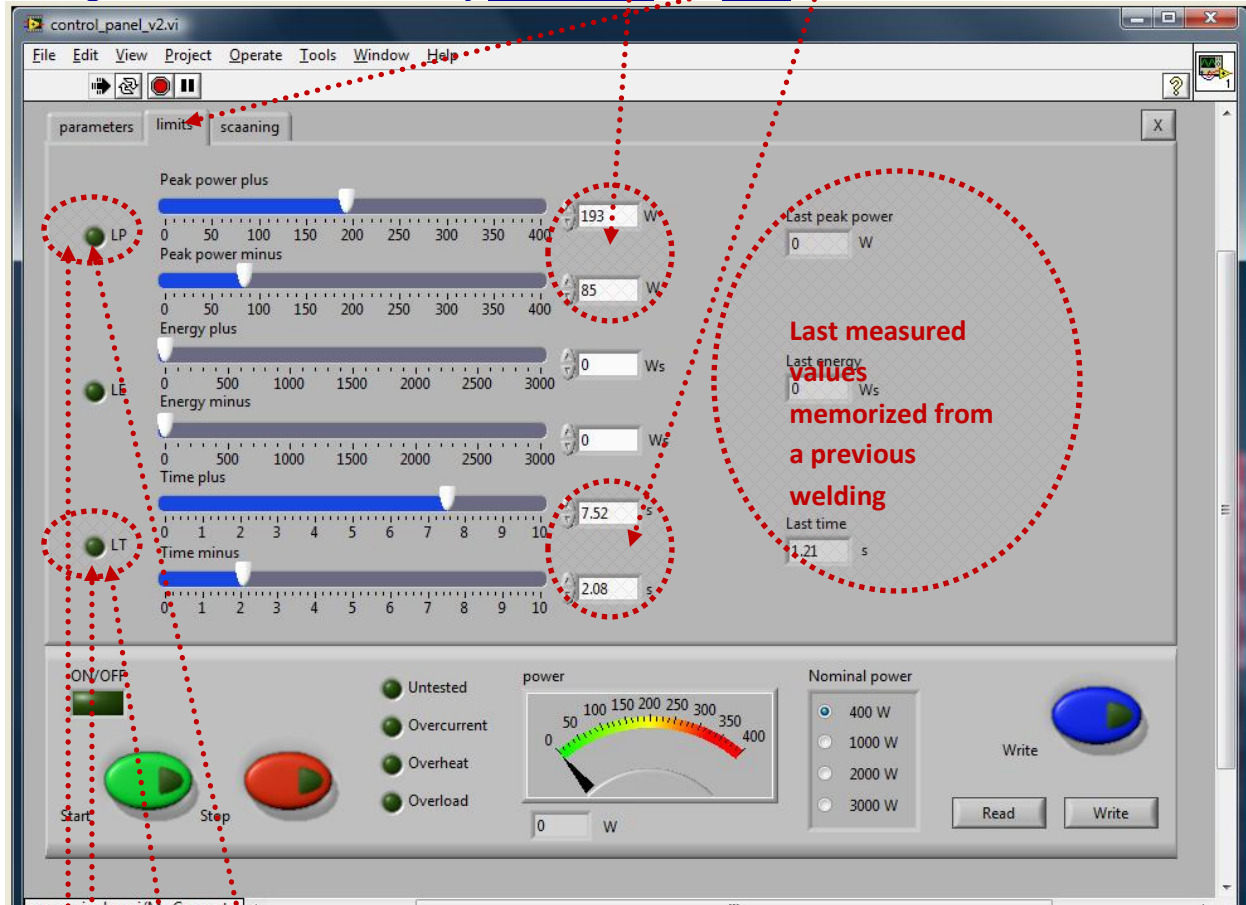 control_panel_v2.vi
File Edit View Project Operate Tools Window Help
1
parameters limits scaaning X
Peak power plus
193 W
0 50 100 150 200 250 300 350 400
LP
Last peak power
0 W
Peak power minus
85 W
0 50 100 150 200 250 300 350 400
Energy plus
0 Ws
0 500 1000 1500 2000 2500 3000
LE
Last energy
0 Ws
Last measured
values
memorized from
a previous
welding
Energy minus
0 Ws
0 500 1000 1500 2000 2500 3000
Time plus
7.52 s
0 1 2 3 4 5 6 7 8 9 10
LT
Last time
1.21 s
Time minus
2.08 s
0 1 2 3 4 5 6 7 8 9 10
ON/OFF
Start Stop
Untested
Overcurrent
Overheat
Overload
power
0 50 100 150 200 250 300 350 400
0 W
Nominal power
400 W
1000 W
2000 W
3000 W
Write
Read Write